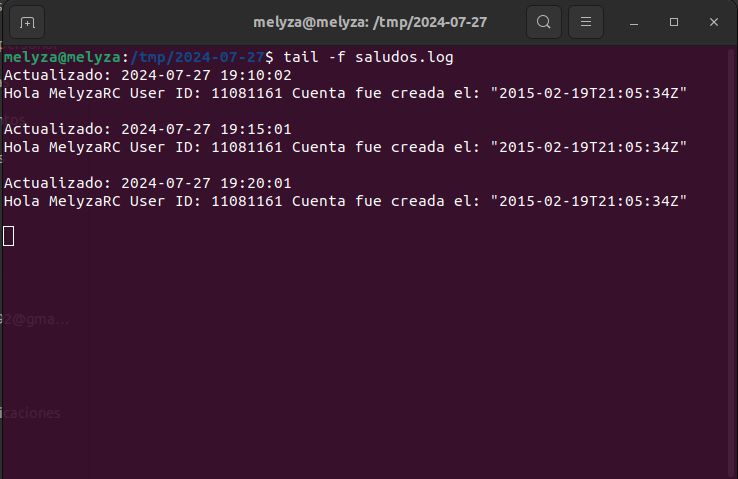 melyza@melyza: /tmp/2024-07-27
melyza@melyza:/tmp/2024-07-27$ tail -f saludos.log
Actualizado: 2024-07-27 19:10:02
Hola MelyzaRC User ID: 11081161 Cuenta fue creada el: "2015-02-19T21:05:34Z"
Actualizado: 2024-07-27 19:15:01
Hola MelyzaRC User ID: 11081161 Cuenta fue creada el: "2015-02-19T21:05:34Z"
Actualizado: 2024-07-27 19:20:01
Hola MelyzaRC User ID: 11081161 Cuenta fue creada el: "2015-02-19T21:05:34Z"
2@gma...
icaciones